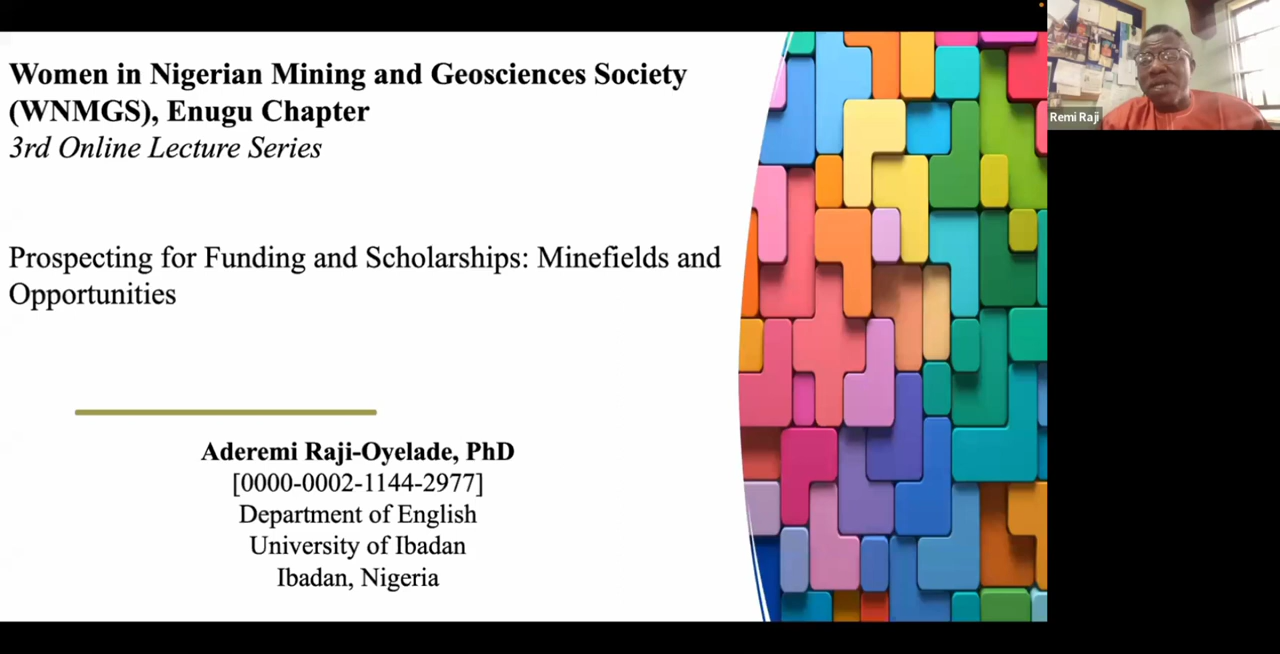 Women in Nigerian Mining and Geosciences Society
(WNMGS), Enugu Chapter
3rd Online Lecture Series
Prospecting for Funding and Scholarships: Minefields and
Opportunities
Aderemi Raji-Oyelade, PhD
[0000-0002-1144-2977]
Department of English
University of Ibadan
Ibadan, Nigeria
Remi Raji